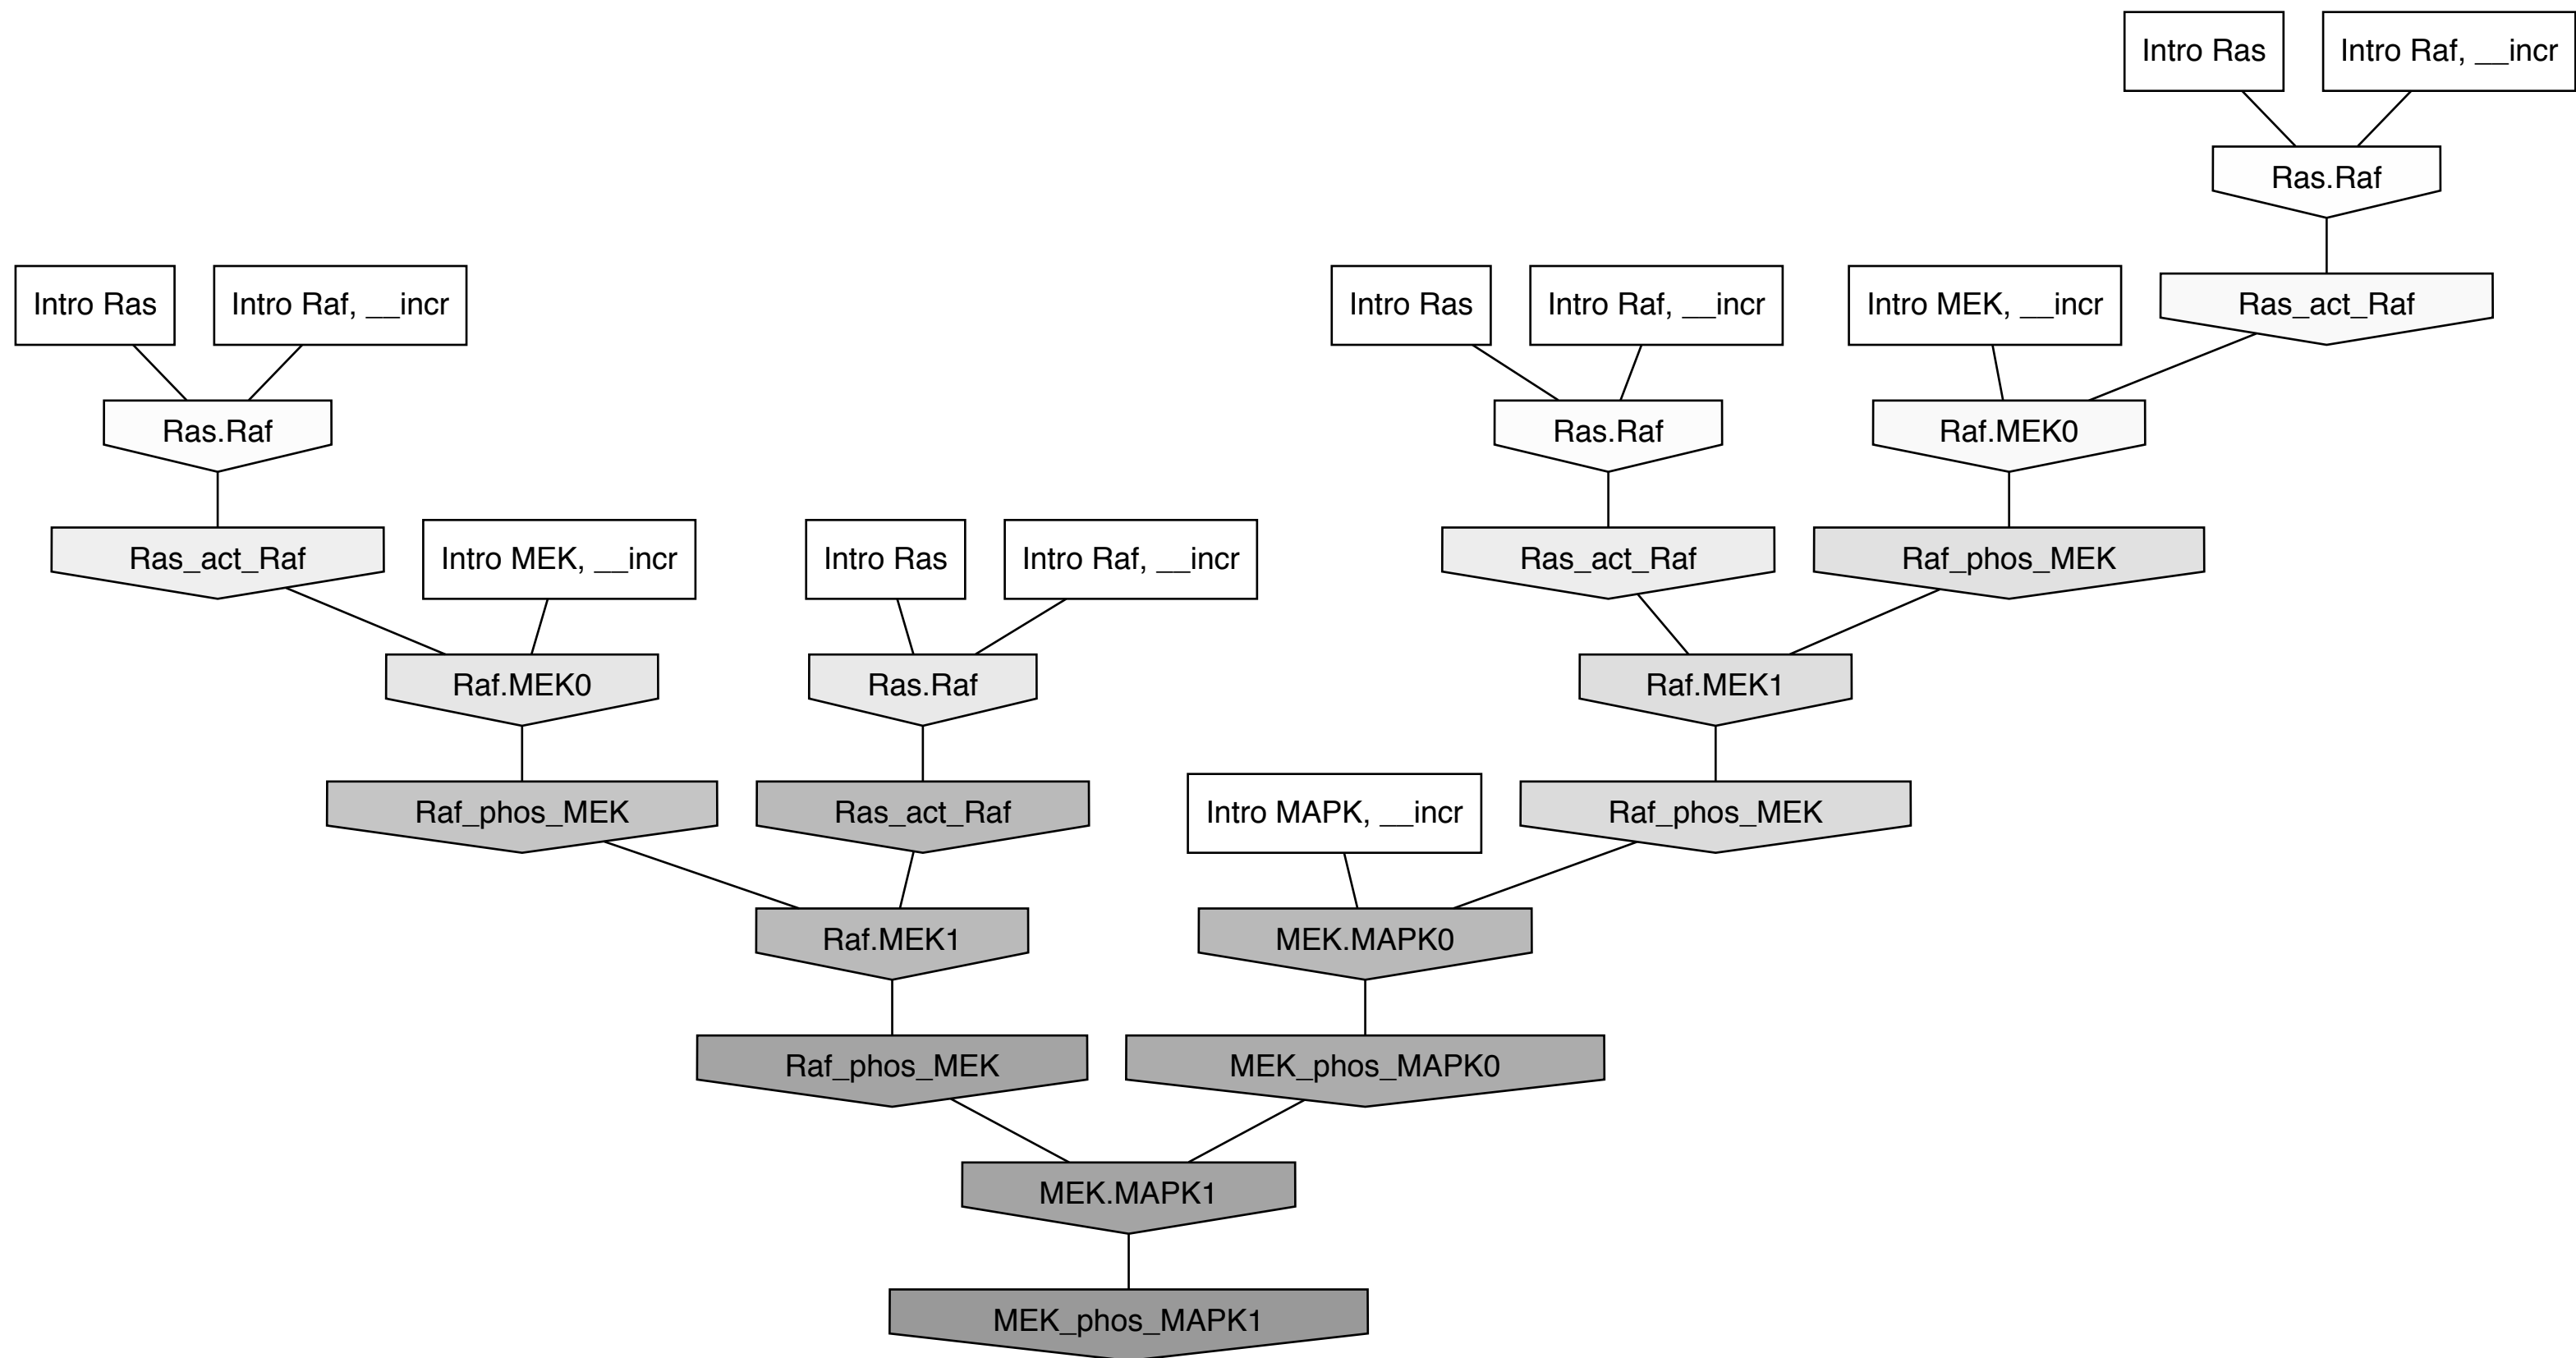 Intro Ras
Intro Raf, __incr
Ras.Raf
Intro Ras
Intro Raf, __incr
Intro Ras
Intro Raf, __incr
Intro MEK, __incr
Ras_act_Raf
Ras.Raf
Ras.Raf
Raf.MEK0
Ras_act_Raf
Intro MEK, __incr
Intro Ras
Intro Raf, __incr
Ras_act_Raf
Raf_phos_MEK
Raf.MEK0
Ras.Raf
Raf.MEK1
Raf_phos_MEK
Ras_act_Raf
Intro MAPK, __incr
Raf_phos_MEK
Raf.MEK1
MEK.MAPK0
Raf_phos_MEK
MEK_phos_MAPK0
MEK.MAPK1
MEK_phos_MAPK1